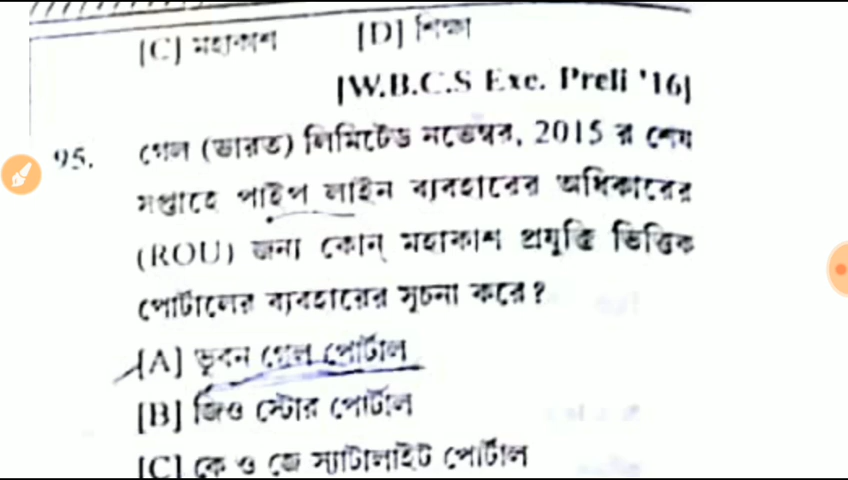 [C] মহাকাশ [D] শিক্ষা
[W.B.C.S Exe. Preli '16]
95. গেল (ভারত) লিমিটেড নভেম্বর, 2015 র শেষ
সপ্তাহে পাইপ লাইন ব্যবহারের অধিকারের
(ROU) জন্য কোন্ মহাকাশ প্রযুক্তি ভিত্তিক
পোর্টালের ব্যবহারের সূচনা করে?
[A] ভূবন গেল পোর্টাল
[B] জিও স্টোর পোর্টাল
[C] কে ও জে স্যাটালাইট পোর্টাল